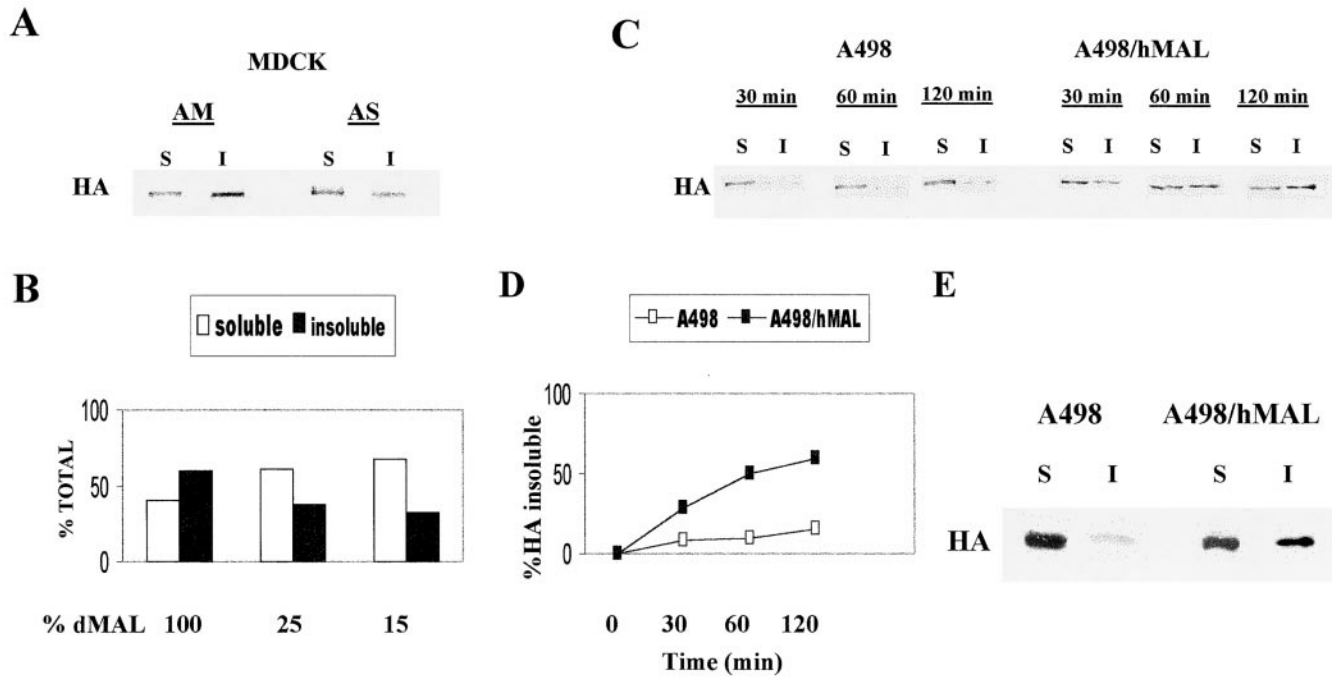 A
MDCK
AM AS
S I S I
HA
C
A498 A498/hMAL
30 min 60 min 120 min 30 min 60 min 120 min
S I S I S I S I S I S I
HA
B
soluble insoluble
% TOTAL
100
50
0
% dMAL 100 25 15
D
A498 A498/hMAL
%HA insoluble
100
50
0
0 30 60 120
Time (min)
E
A498 A498/hMAL
S I S I
HA